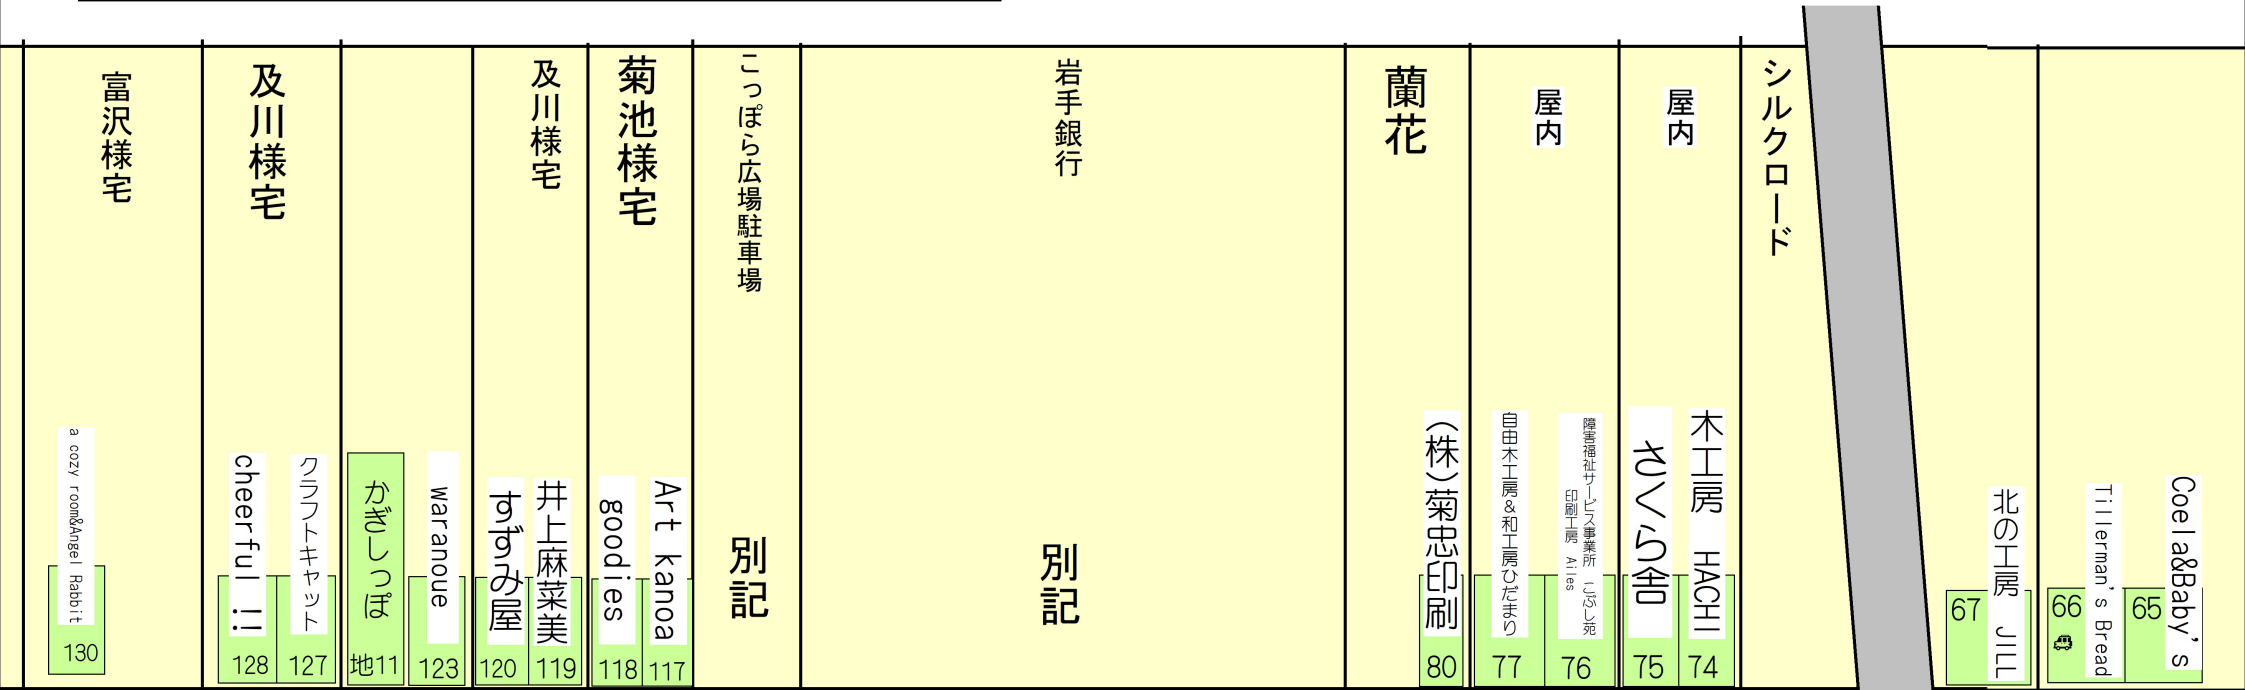 富沢様宅
及川様宅
及川様宅
菊池様宅
こっぽら広場駐車場
岩手銀行
蘭花
屋内
屋内
シルクロード
a cozy room&Angel Rabbit
130
cheerful !!
128
クラフトキャット
127
かぎしっぽ
地11
waranoue
123
すずみ屋
120
井上麻菜美
119
goodies
118
Art kanoa
117
別記
別記
(株)菊忠印刷
80
自由木工房&和工房ひだまり
77
障害福祉サービス事業所 こぶし苑
印刷工房 Ailes
76
さくら舎
75
木工房 HACHI
74
北の工房 JILL
67
Tillerman's Bread
66
Coela&Baby's
65